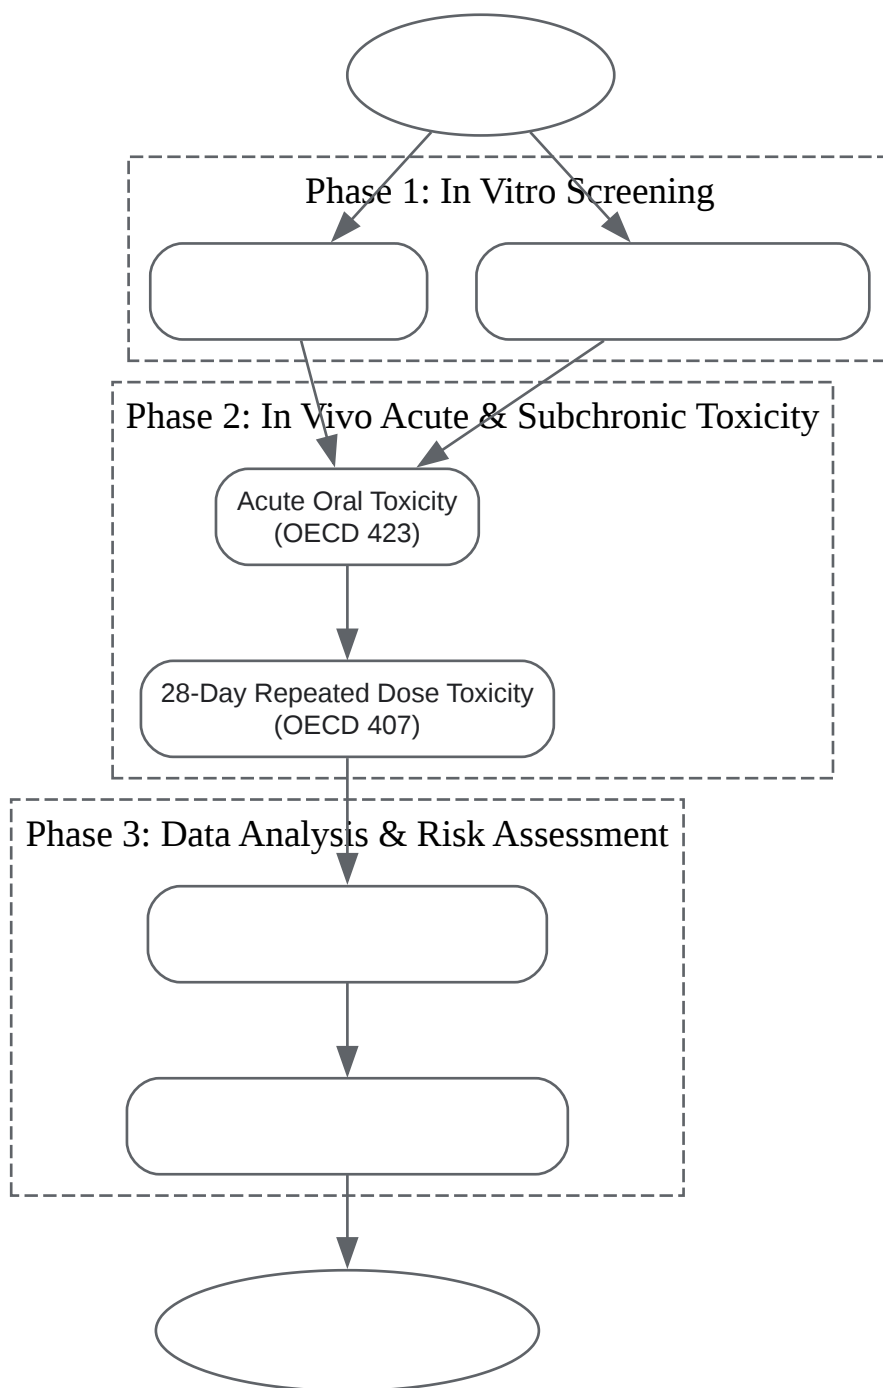 Phase 1: In Vitro Screening
Phase 2: In Vivo Acute & Subchronic Toxicity
Acute Oral Toxicity
(OECD 423)
28-Day Repeated Dose Toxicity
(OECD 407)
Phase 3: Data Analysis & Risk Assessment